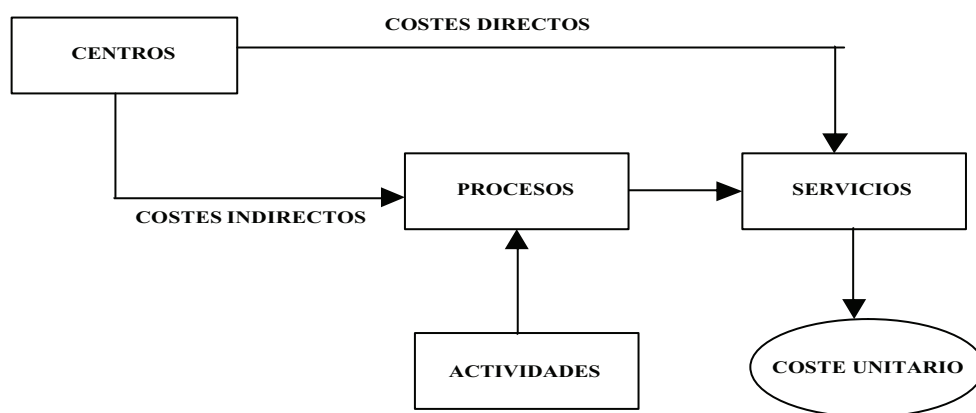 COSTES DIRECTOS
CENTROS
PROCESOS
SERVICIOS
COSTES INDIRECTOS
ACTIVIDADES
COSTE UNITARIO